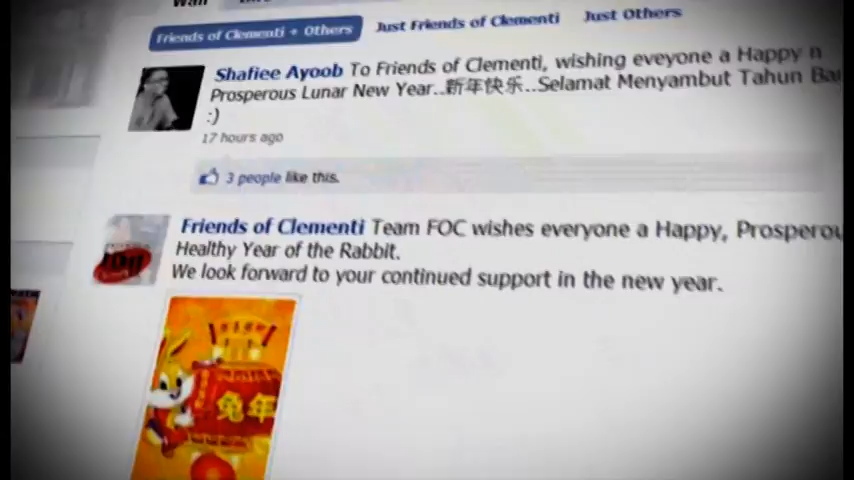 Wall
Friends of Clementi + Others
Just Friends of Clementi
Just Others
Shafiee Ayoob To Friends of Clementi, wishing eveyone a Happy n
Prosperous Lunar New Year..新年快乐..Selamat Menyambut Tahun
:)
17 hours ago
3 people like this.
Friends of Clementi Team FOC wishes everyone a Happy,
Healthy Year of the Rabbit.
We look forward to your continued support in the new year.
兔年